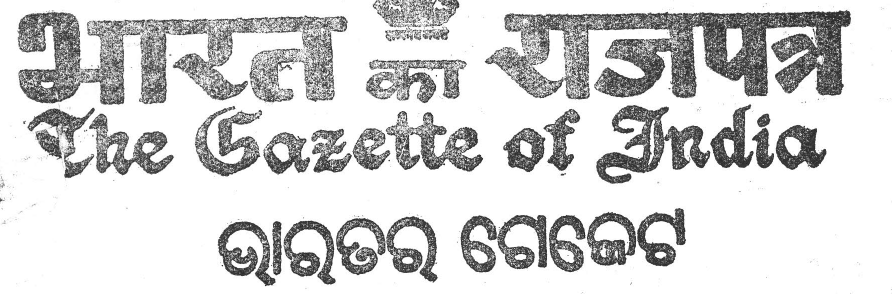 भारत का राजपत्र
The Gazette of India
ଭାରତର ଗେଜେଟ